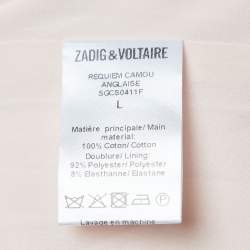 ZADIG & VOLTAIRE
REQUIEM CAMOU
ANGLAISE
SGCS0411F
L
Matière principale/ Main
material:
100% Coton/ Cotton
Doublure/ Lining:
92% Polyester/ Polyester
8% Elasthanne/ Elastane
Lavage en machine